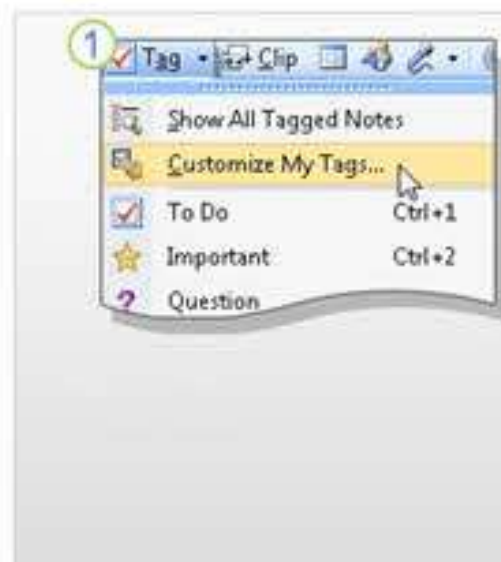 1
Tag Clip
Show All Tagged Notes
Customize My Tags...
To Do Ctrl+1
Important Ctrl+2
Question